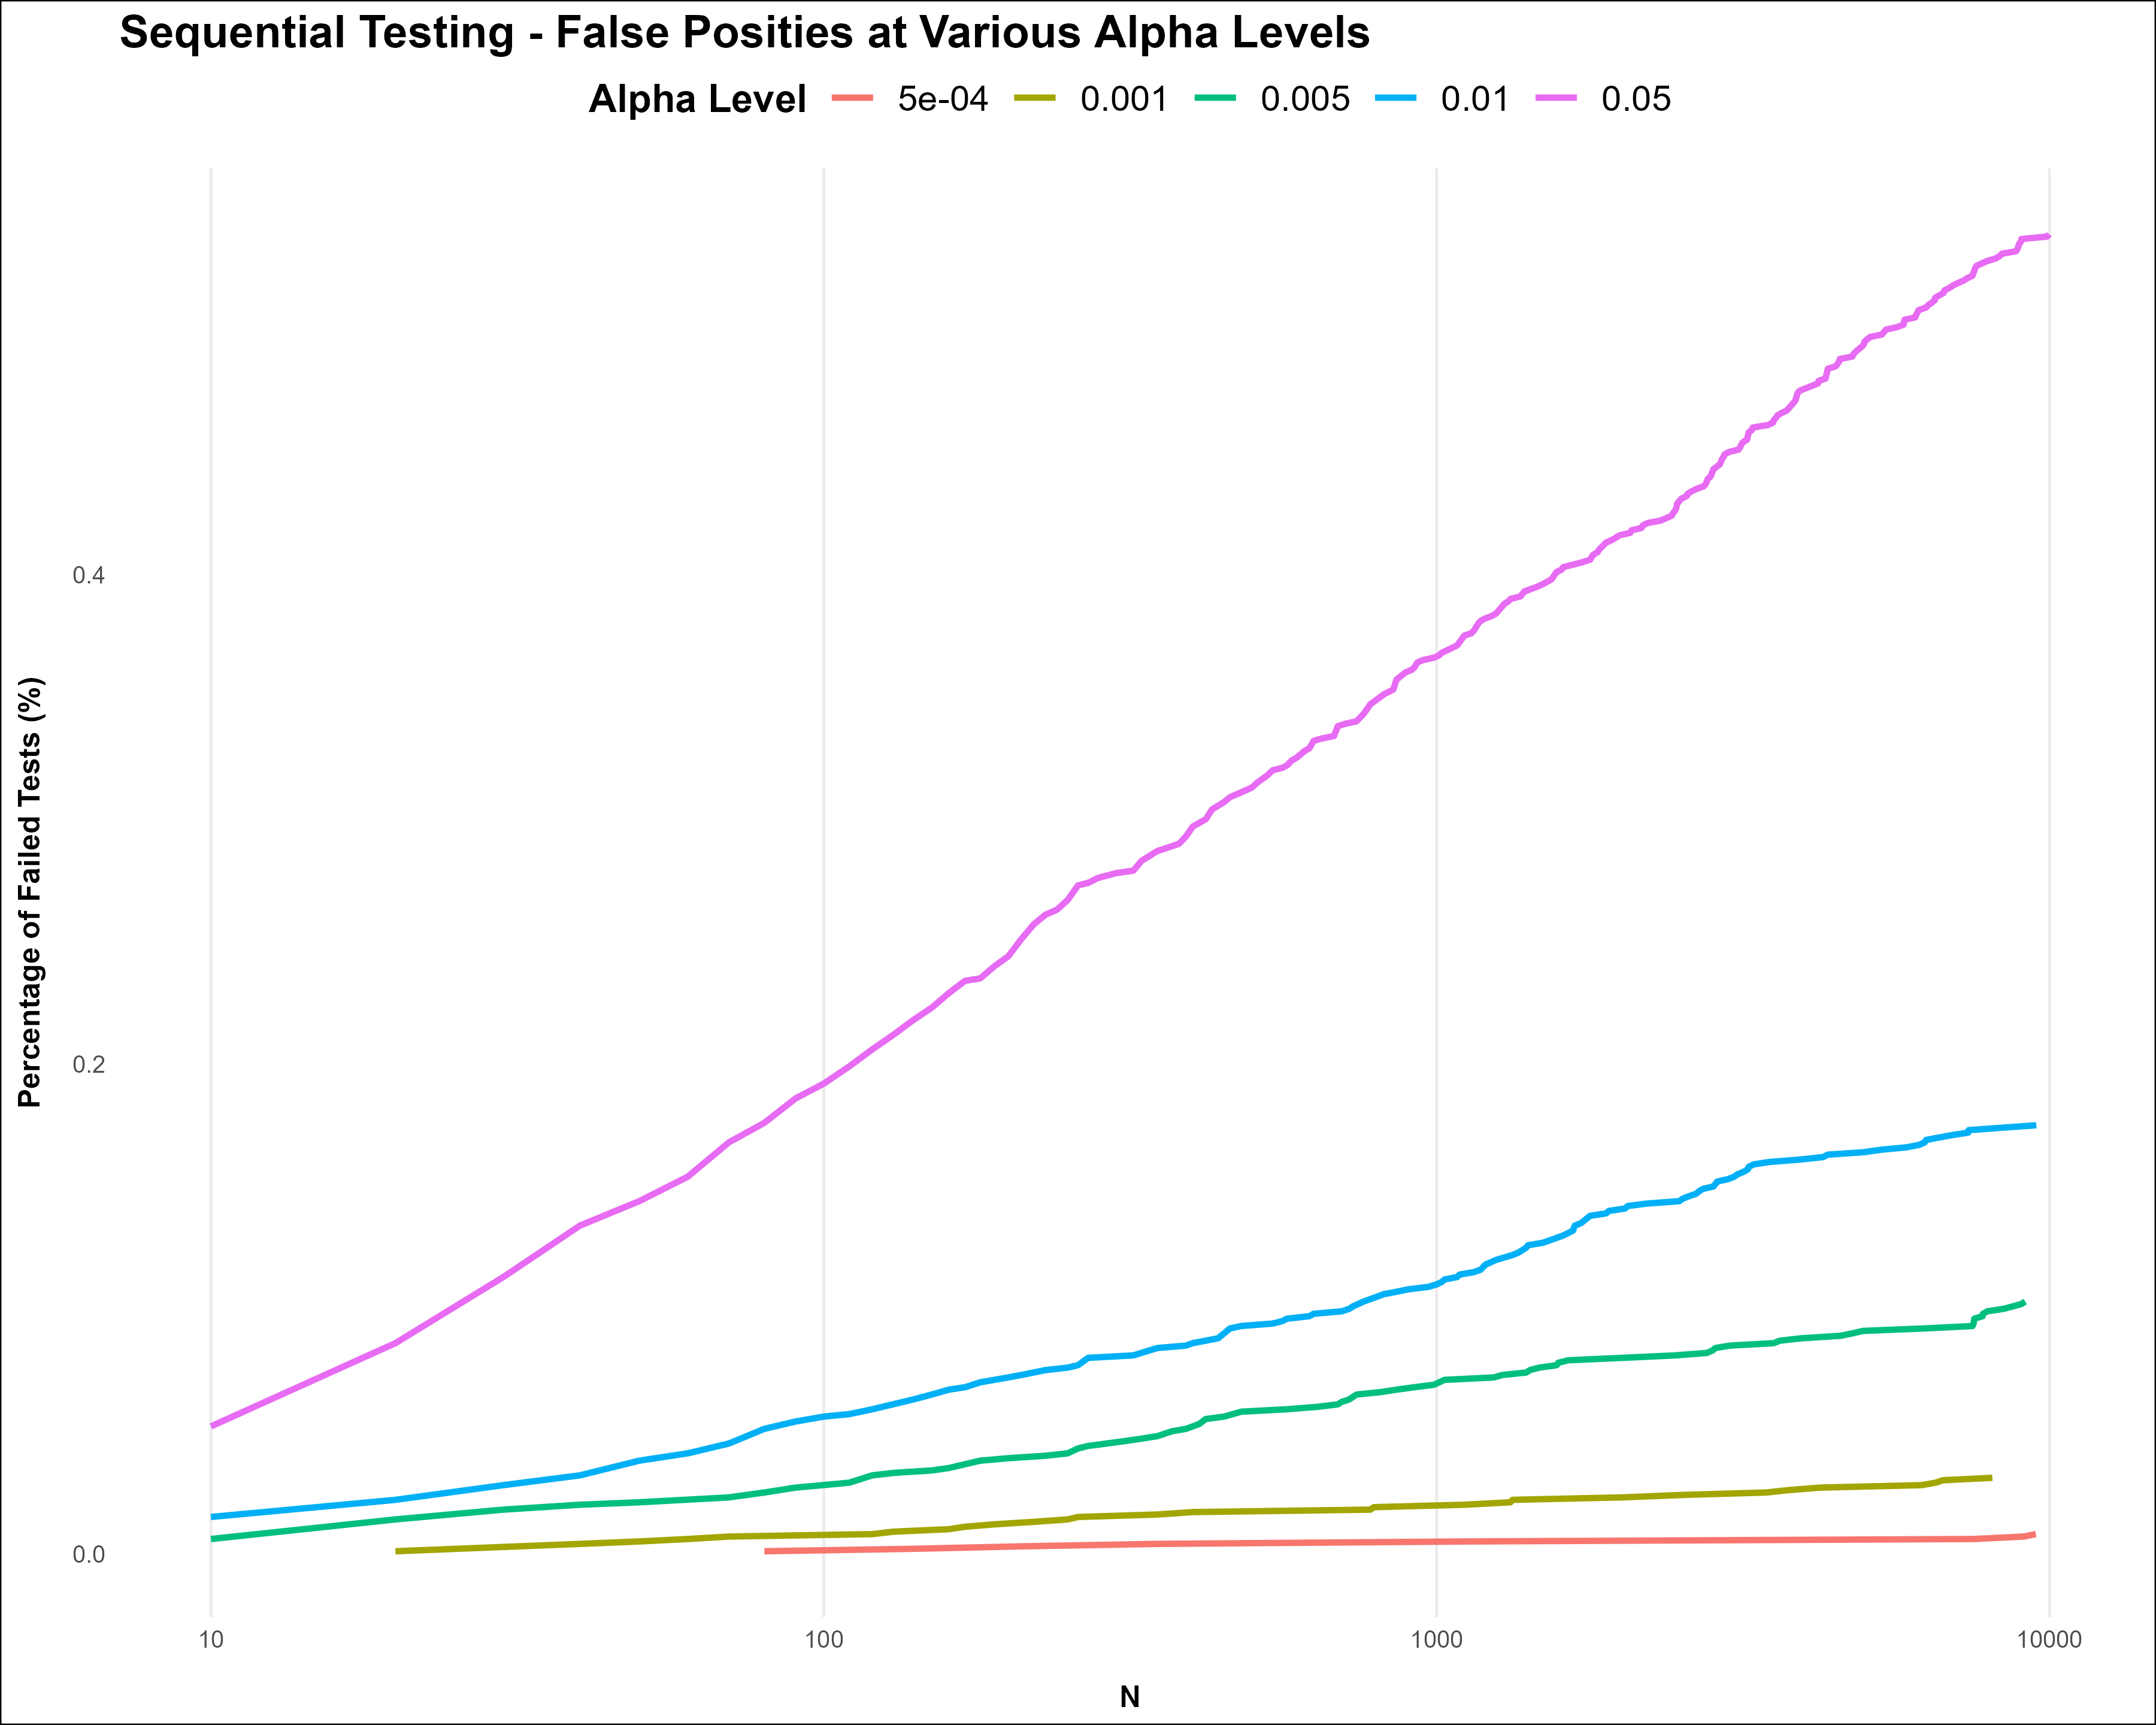 Sequential Testing - False Posities at Various Alpha Levels
Alpha Level 5e-04 0.001 0.005 0.01 0.05
Percentage of Failed Tests (%)
0.4
0.2
0.0
10 100 1000 10000
N